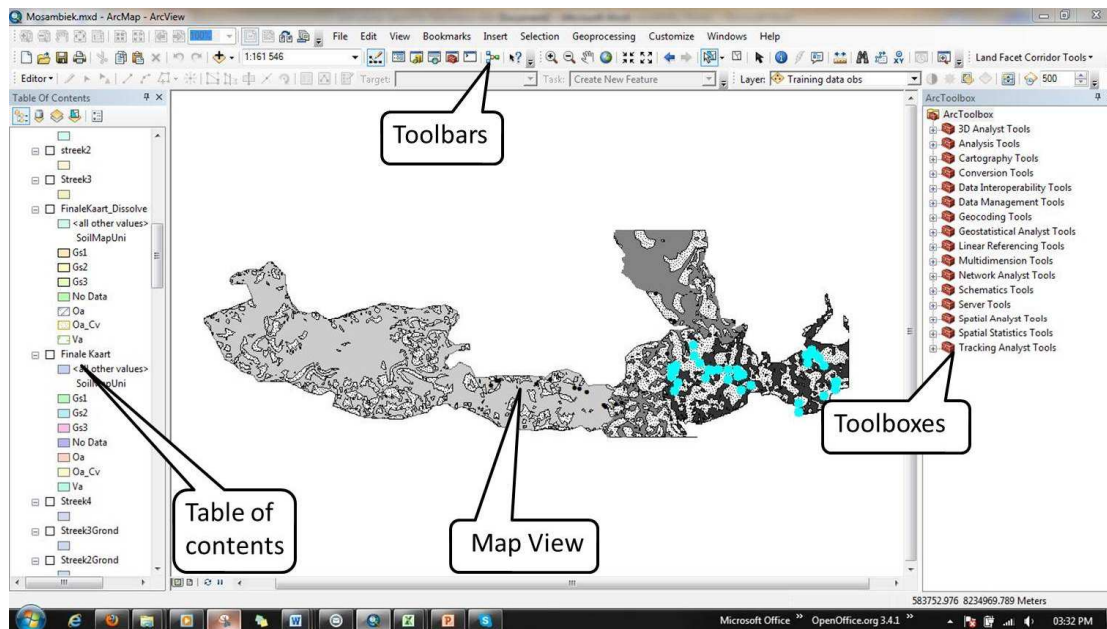 Mosambiek.mxd - ArcMap - ArcView
File Edit View Bookmarks Insert Selection Geoprocessing Customize Windows Help
1:161 546
Land Facet Corridor Tools
Editor Target: Task: Create New Feature Layer: Training data obs 500
Table Of Contents
streek2
Streek3
FinaleKaart_Dissolve
<all other values>
SoilMapUni
Gs1
Gs2
Gs3
No Data
Oa
Oa_Cv
Va
Finale Kaart
<all other values>
SoilMapUni
Gs1
Gs2
Gs3
No Data
Oa
Oa_Cv
Va
Streek4
Streek3Grond
Streek2Grond
Toolbars
Table of
contents
Map View
Toolboxes
ArcToolbox
ArcToolbox
3D Analyst Tools
Analysis Tools
Cartography Tools
Conversion Tools
Data Interoperability Tools
Data Management Tools
Geocoding Tools
Geostatistical Analyst Tools
Linear Referencing Tools
Multidimension Tools
Network Analyst Tools
Schematics Tools
Server Tools
Spatial Analyst Tools
Spatial Statistics Tools
Tracking Analyst Tools
583752.976 8234969.789 Meters
Microsoft Office » OpenOffice.org 3.4.1 » 03:32 PM